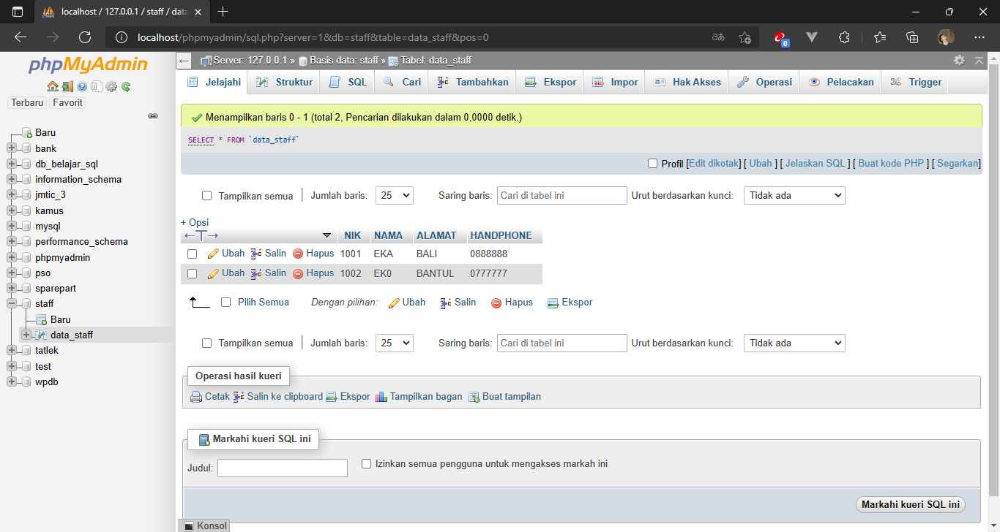 localhost / 127.0.0.1 / staff / data
localhost/phpmyadmin/sql.php?server=1&db=staff&table=data_staff&pos=0
phpMyAdmin
Terbaru Favorit
Baru
bank
db_belajar_sql
information_schema
jmtic_3
kamus
mysql
performance_schema
phpmyadmin
pso
sparepart
staff
Baru
data_staff
tatlek
test
wpdb
Server: 127.0.0.1 » Basis data: staff » Tabel: data_staff
Jelajahi Struktur SQL Cari Tambahkan Ekspor Impor Hak Akses Operasi Pelacakan Trigger
Menampilkan baris 0 - 1 (total 2, Pencarian dilakukan dalam 0,0000 detik.)
SELECT * FROM `data_staff`
Profil [Edit dikotak] [ Ubah ] [ Jelaskan SQL ] [ Buat kode PHP ] [ Segarkan]
Tampilkan semua | Jumlah baris: 25 Saring baris: Cari di tabel ini Urut berdasarkan kunci: Tidak ada
+ Opsi
←T→ NIK NAMA ALAMAT HANDPHONE
Ubah Salin Hapus 1001 EKA BALI 0888888
Ubah Salin Hapus 1002 EK0 BANTUL 0777777
Pilih Semua Dengan pilihan: Ubah Salin Hapus Ekspor
Tampilkan semua | Jumlah baris: 25 Saring baris: Cari di tabel ini Urut berdasarkan kunci: Tidak ada
Operasi hasil kueri
Cetak Salin ke clipboard Ekspor Tampilkan bagan Buat tampilan
Markahi kueri SQL ini
Judul: Izinkan semua pengguna untuk mengakses markah ini
Markahi kueri SQL ini
Konsol